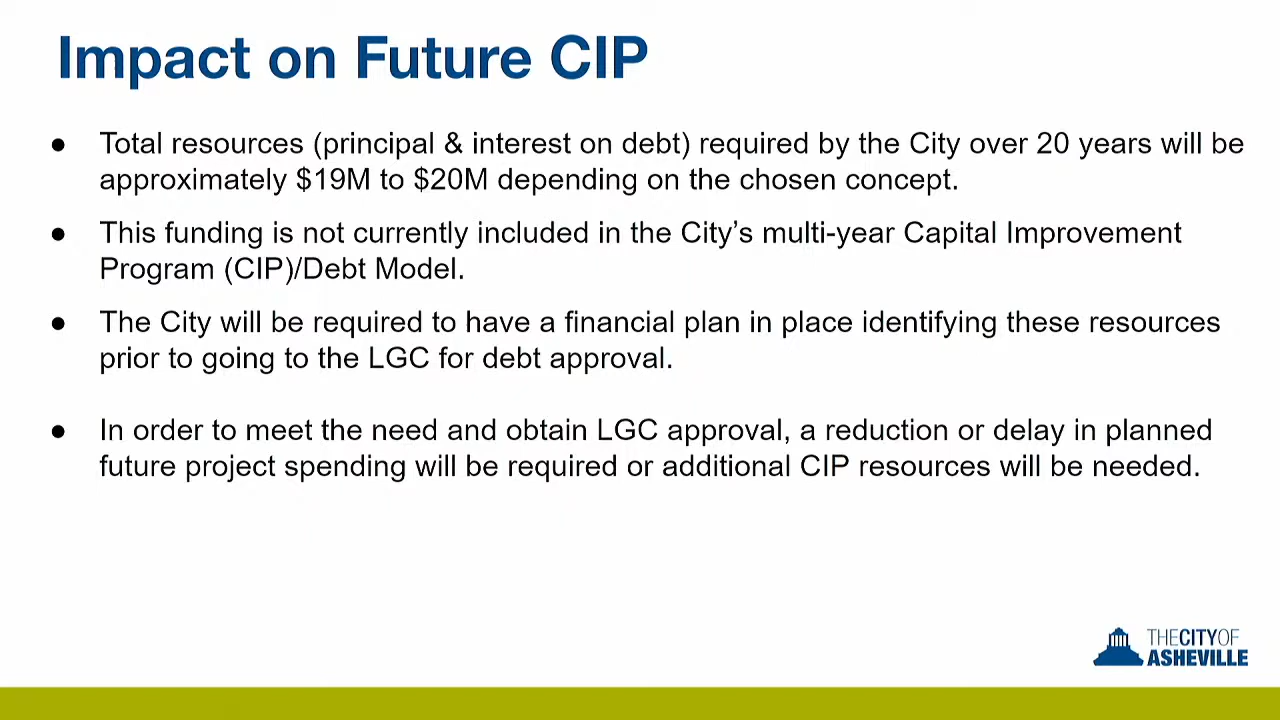 Impact on Future CIP
● Total resources (principal & interest on debt) required by the City over 20 years will be
approximately $19M to $20M depending on the chosen concept.
● This funding is not currently included in the City’s multi-year Capital Improvement
Program (CIP)/Debt Model.
● The City will be required to have a financial plan in place identifying these resources
prior to going to the LGC for debt approval.
● In order to meet the need and obtain LGC approval, a reduction or delay in planned
future project spending will be required or additional CIP resources will be needed.
THE CITY OF
ASHEVILLE